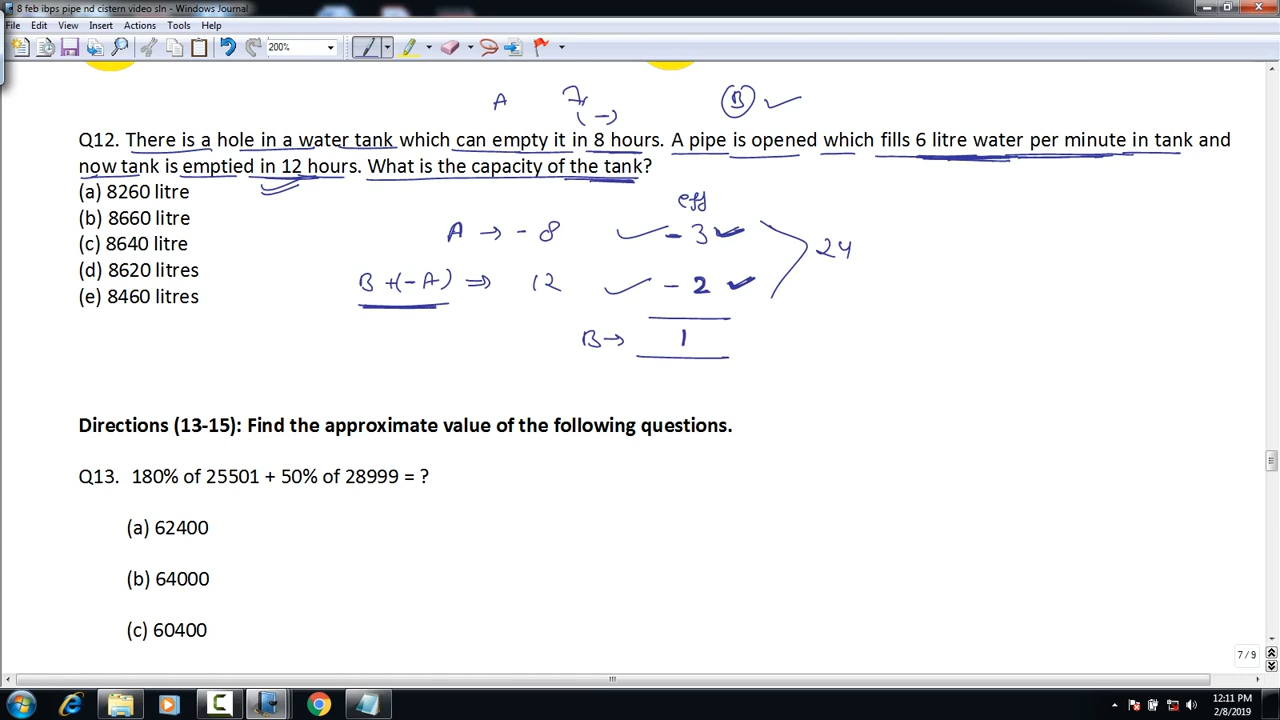 8 feb ibps pipe nd cistern video sln - Windows Journal
File Edit View Insert Actions Tools Help
200%
A
(-)
B
Q12. There is a hole in a water tank which can empty it in 8 hours. A pipe is opened which fills 6 litre water per minute in tank and
now tank is emptied in 12 hours. What is the capacity of the tank?
(a) 8260 litre
(b) 8660 litre
(c) 8640 litre
(d) 8620 litres
(e) 8460 litres
eff
A → - 8 - 3
24
B +(-A) ⇒ 12 - 2
B→ 1
Directions (13-15): Find the approximate value of the following questions.
Q13. 180% of 25501 + 50% of 28999 = ?
(a) 62400
(b) 64000
(c) 60400
7 / 9
12:11 PM
2/8/2019